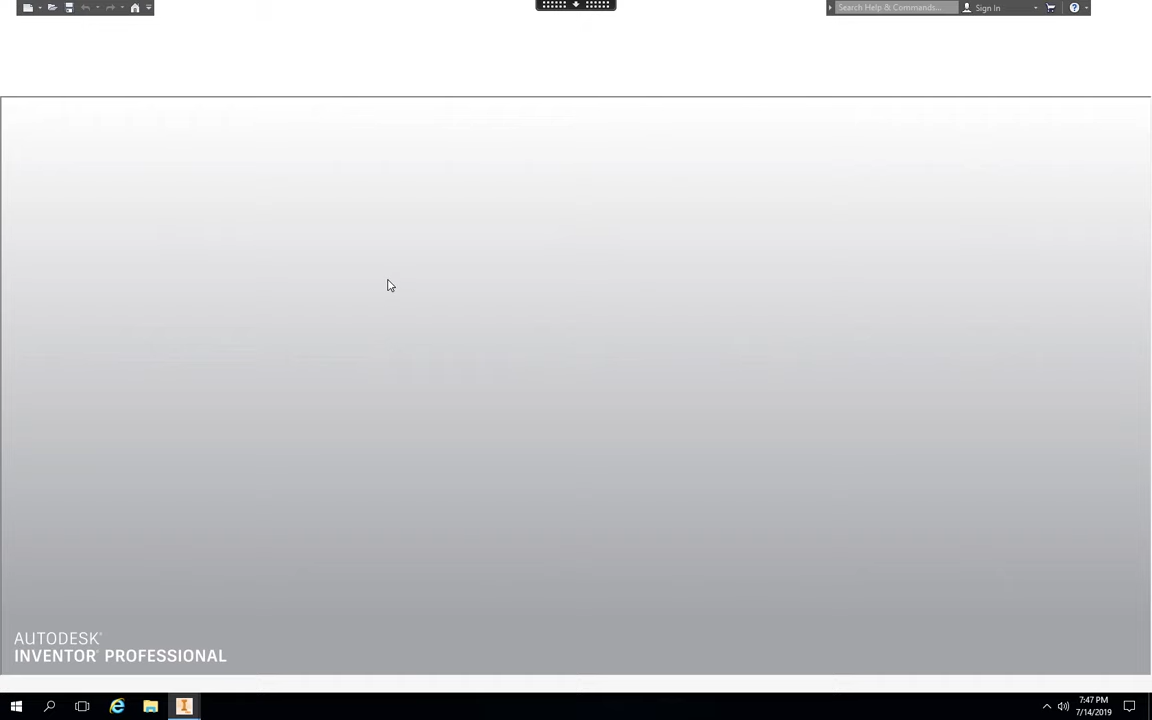 Search Help & Commands...
Sign In
AUTODESK®
INVENTOR® PROFESSIONAL
7:47 PM
7/14/2019